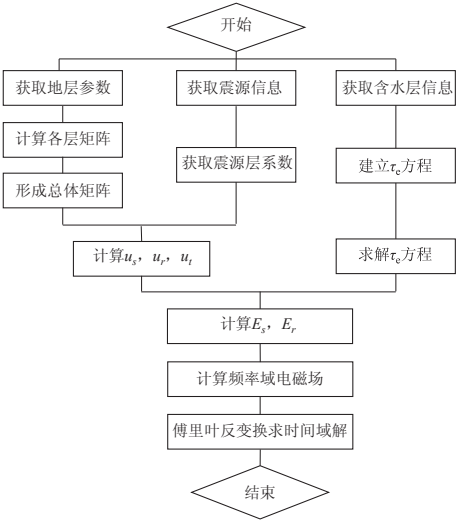 开始
获取地层参数
获取震源信息
获取含水层信息
计算各层矩阵
获取震源层系数
建立τe方程
形成总体矩阵
计算us，ur，ut
求解τe方程
计算Es，Er
计算频率域电磁场
傅里叶反变换求时间域解
结束